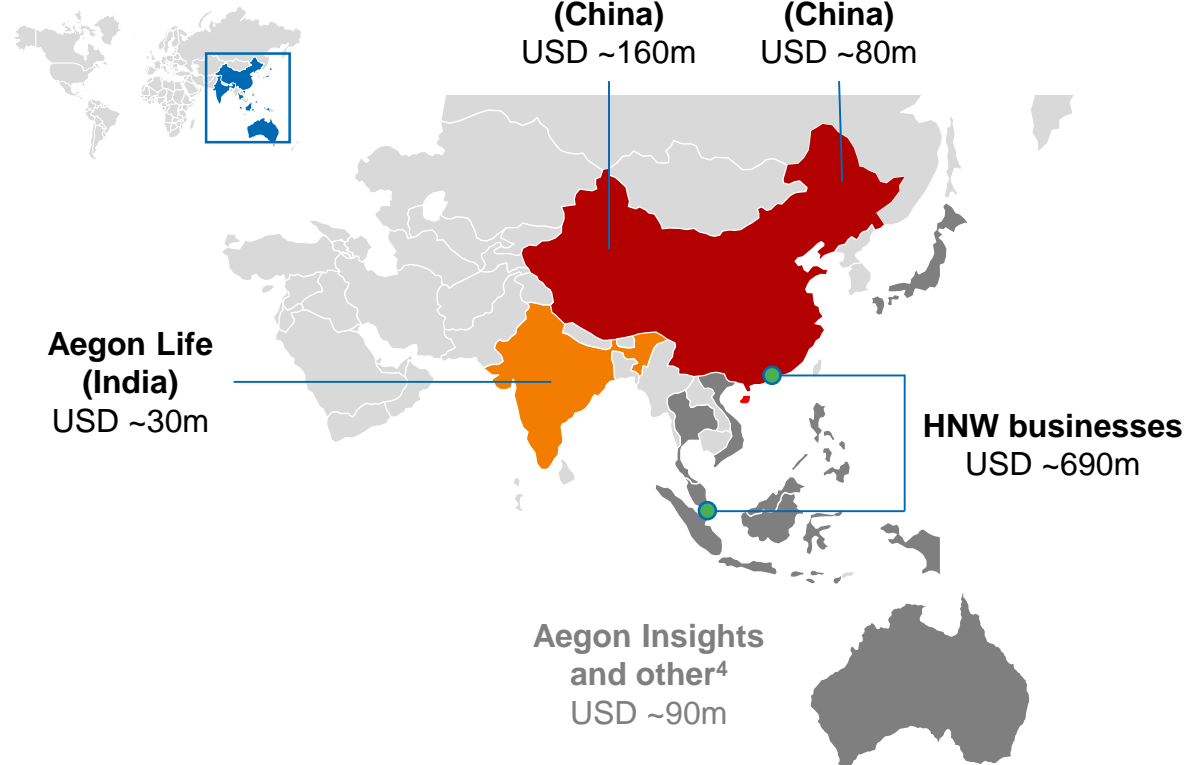 (China)
USD ~160m
(China)
USD ~80m
Aegon Life
(India)
USD ~30m
HNW businesses
USD ~690m
Aegon Insights
and other⁴
USD ~90m